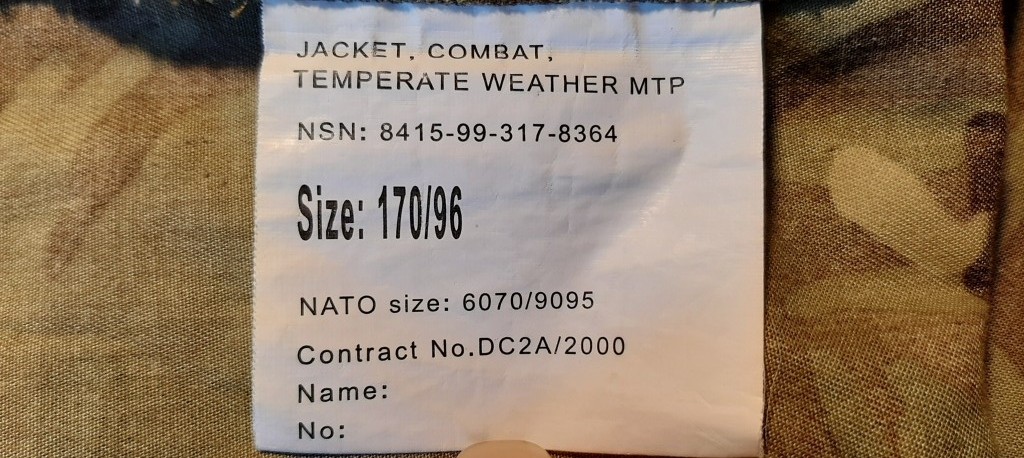 JACKET, COMBAT,
TEMPERATE WEATHER MTP
NSN: 8415-99-317-8364
Size: 170/96
NATO size: 6070/9095
Contract No.DC2A/2000
Name:
No: